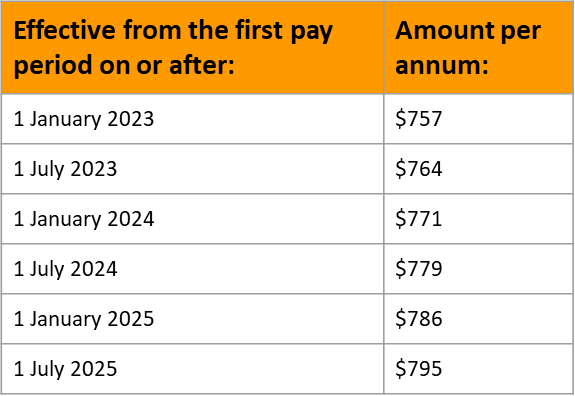 Effective from the first pay
period on or after:
Amount per
annum:
1 January 2023 $757
1 July 2023 $764
1 January 2024 $771
1 July 2024 $779
1 January 2025 $786
1 July 2025 $795